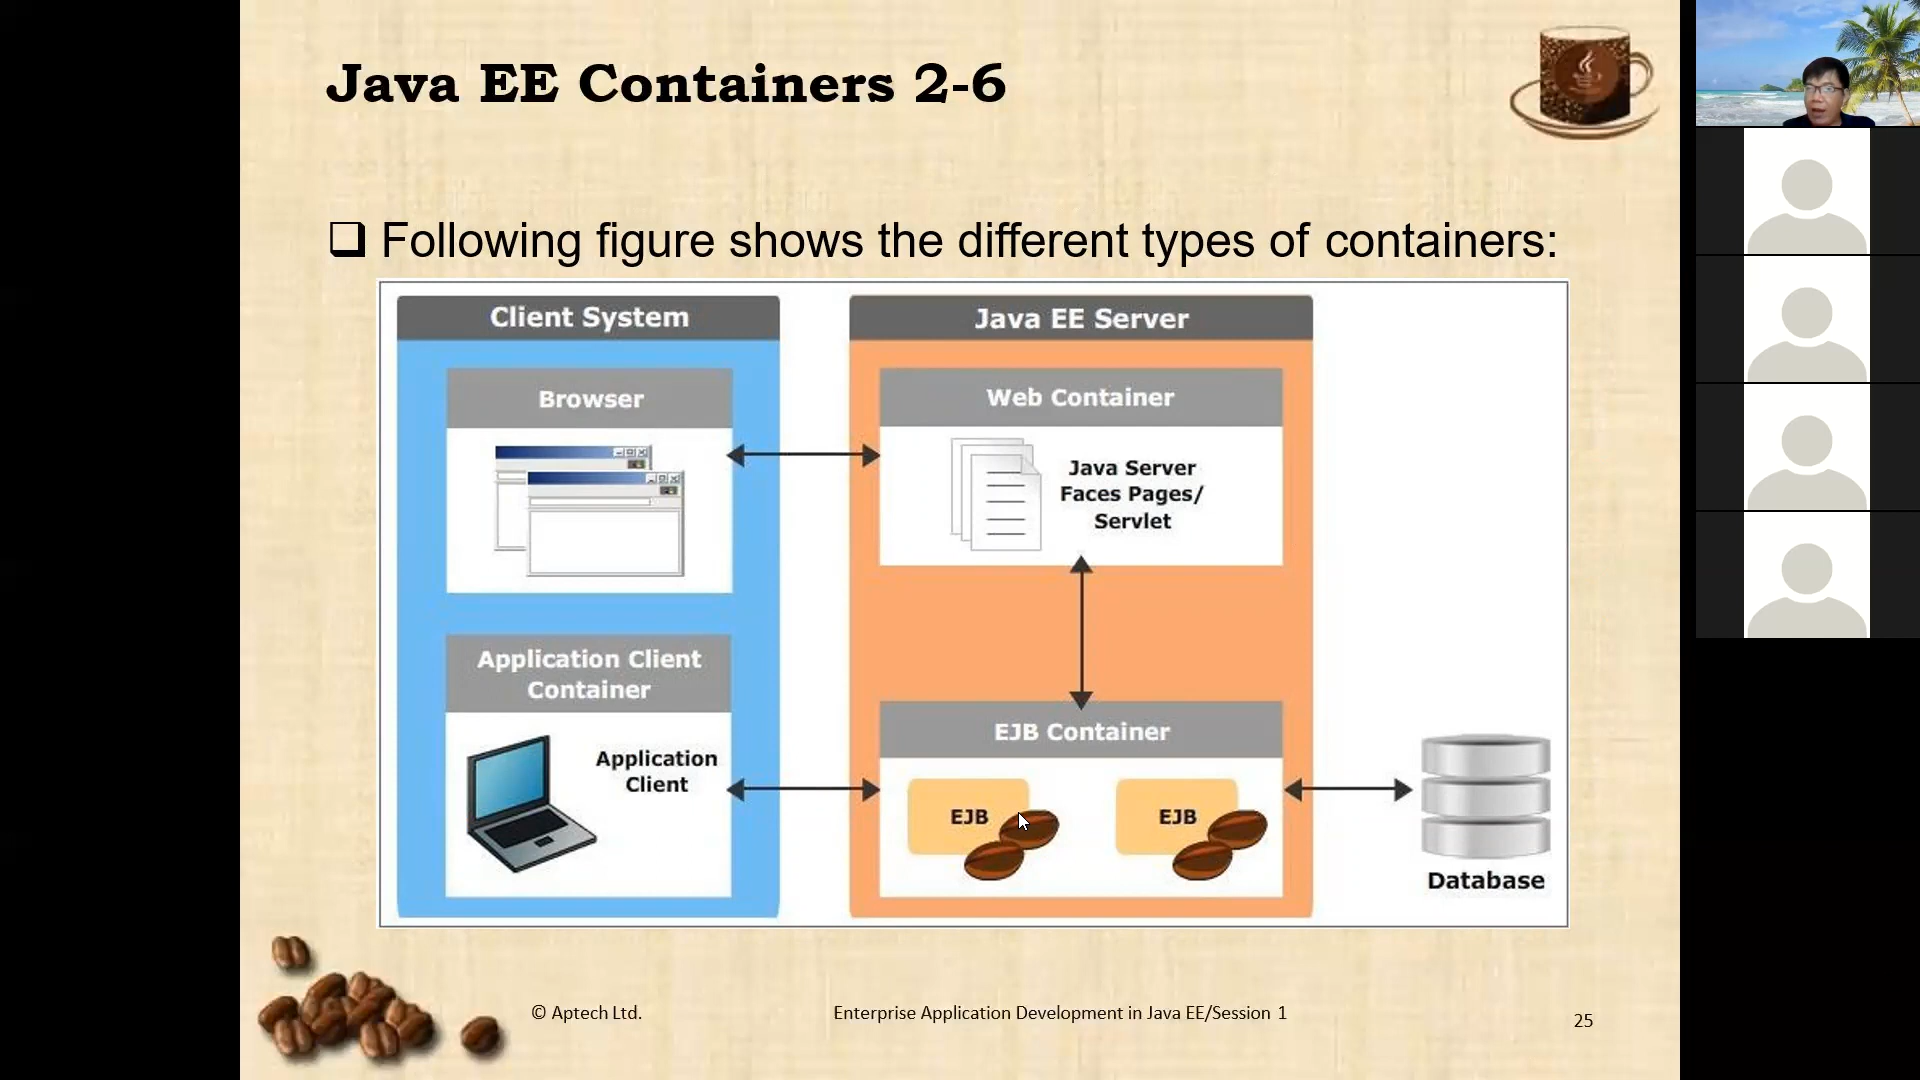 Java EE Containers 2-6
Following figure shows the different types of containers:
Client System
Browser
Application Client
Container
Application
Client
Java EE Server
Web Container
Java Server
Faces Pages/
Servlet
EJB Container
EJB
EJB
Database
© Aptech Ltd.
Enterprise Application Development in Java EE/Session 1
25